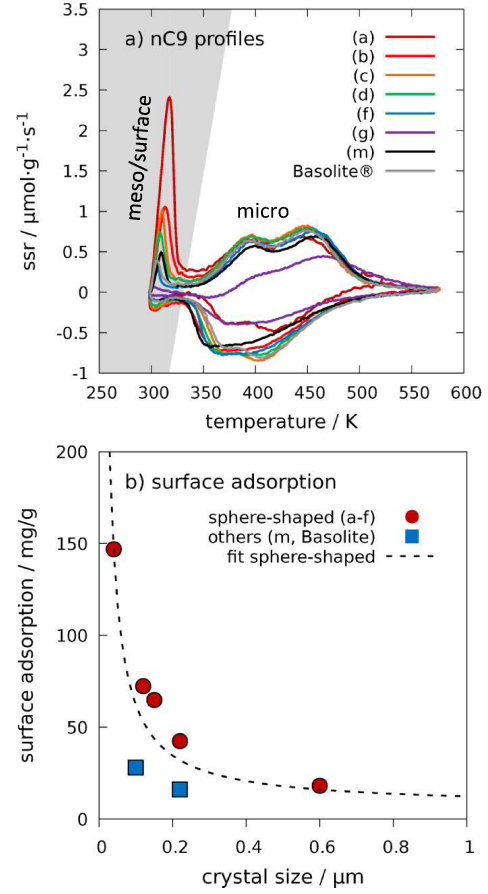 a) nC9 profiles
(a)
(b)
(c)
(d)
(f)
(g)
(m)
Basolite®
meso/surface
micro
ssr / μmol·g⁻¹·s⁻¹
3.5
3
2.5
2
1.5
1
0.5
0
-0.5
-1
250 300 350 400 450 500 550 600
temperature / K
b) surface adsorption
sphere-shaped (a-f)
others (m, Basolite)
fit sphere-shaped
surface adsorption / mg/g
200
150
100
50
0
0 0.2 0.4 0.6 0.8 1
crystal size / μm